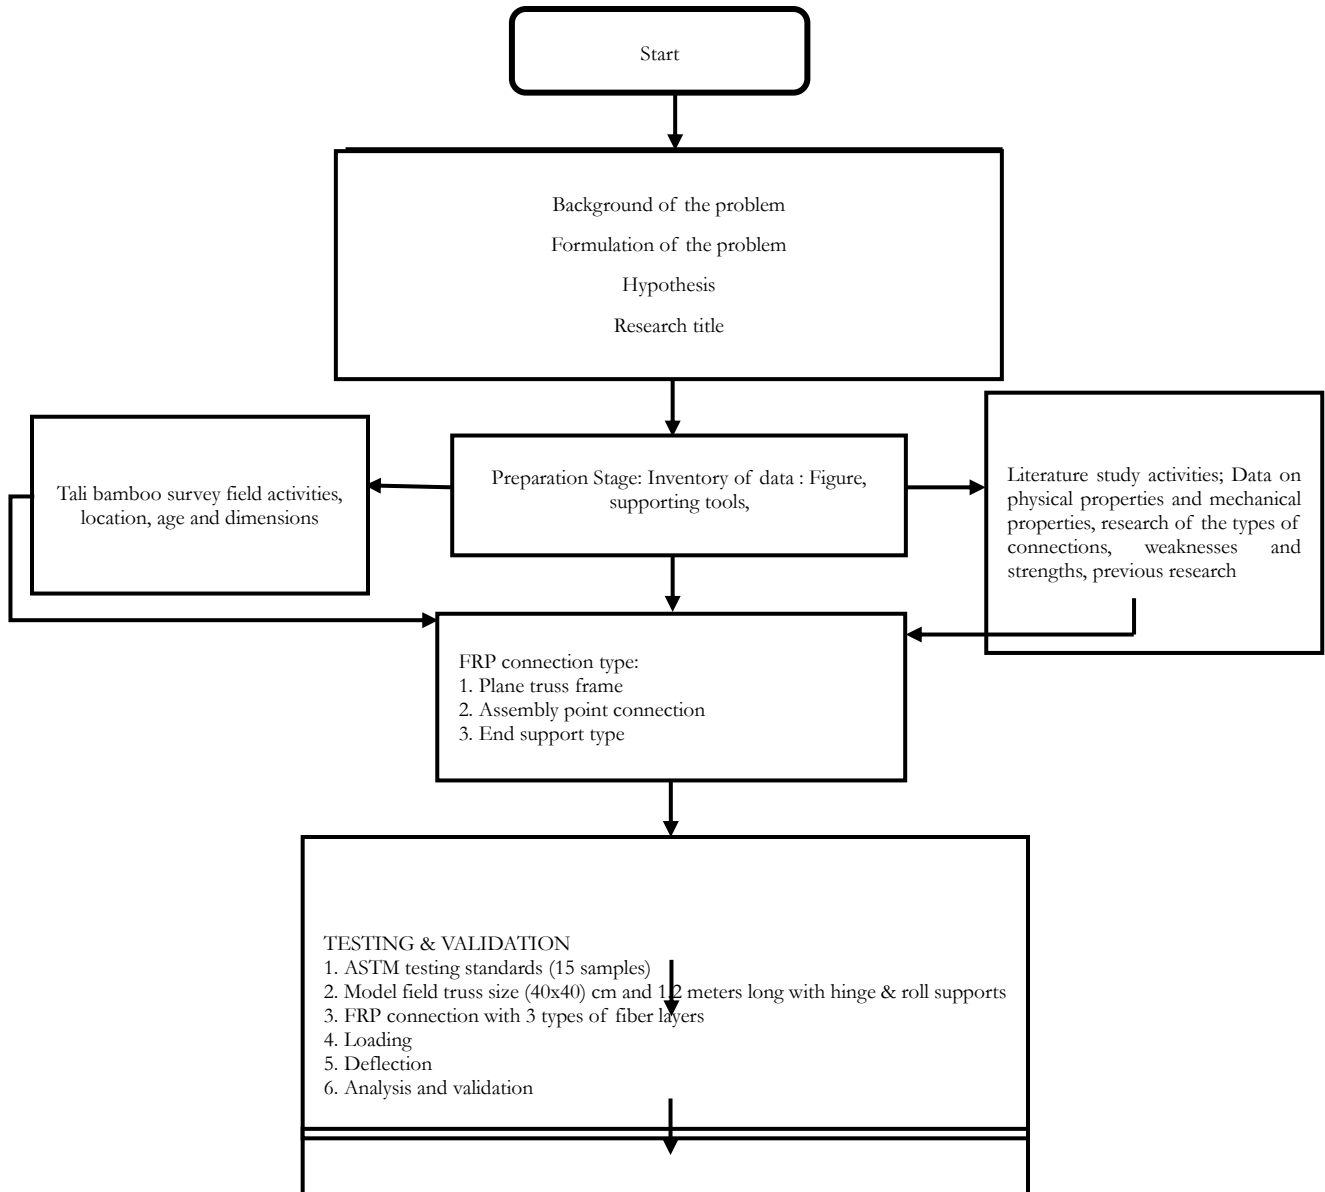 Start
Background of the problem
Formulation of the problem
Hypothesis
Research title
Preparation Stage: Inventory of data : Figure,
supporting tools,
Tali bamboo survey field activities,
location, age and dimensions
Literature study activities; Data on
physical properties and mechanical
properties, research of the types of
connections, weaknesses and
strengths, previous research
FRP connection type:
1. Plane truss frame
2. Assembly point connection
3. End support type
TESTING & VALIDATION
1. ASTM testing standards (15 samples)
2. Model field truss size (40x40) cm and 1.2 meters long with hinge & roll supports
3. FRP connection with 3 types of fiber layers
4. Loading
5. Deflection
6. Analysis and validation